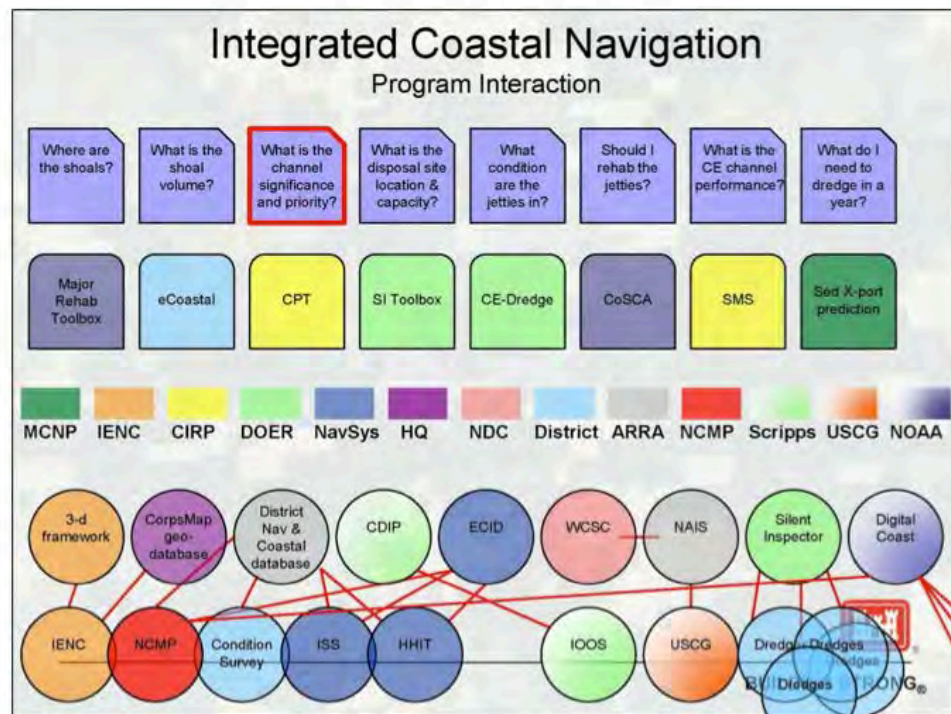 Integrated Coastal Navigation
Program Interaction
Where are
the shoals?
What is the
shoal
volume?
What is the
channel
significance
and priority?
What is the
disposal site
location &
capacity?
What
condition
are the
jetties in?
Should I
rehab the
jetties?
What is the
CE channel
performance?
What do I
need to
dredge in a
year?
Major
Rehab
Toolbox
eCoastal
CPT
SI Toolbox
CE-Dredge
CoSCA
SMS
Sed X-port
prediction
MCNP IENC CIRP DOER NavSys HQ NDC District ARRA NCMP Scripps USCG NOAA
3-d
framework
CorpsMap
geo-
database
District
Nav &
Coastal
database
CDIP
ECID
WCSC
NAIS
Silent
Inspector
Digital
Coast
IENC
NCMP
Condition
Survey
ISS
HHIT
IOOS
USCG
Dredges
Dredges
Dredges
Dredges
®
STRONG®